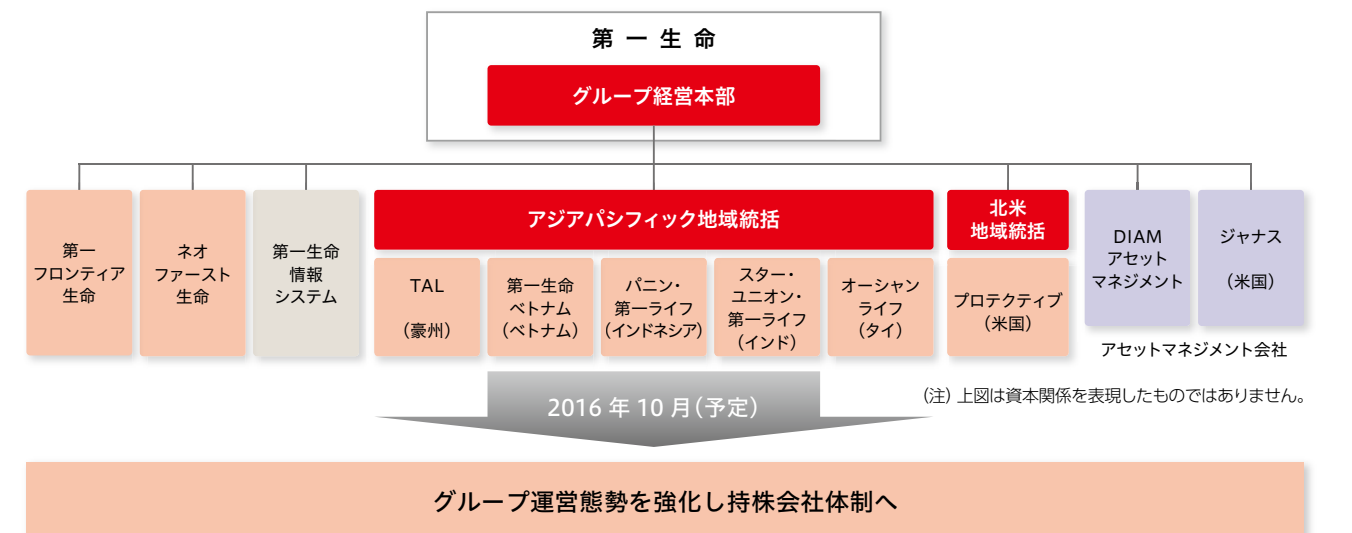 第一生命
グループ経営本部
第一
フロンティア
生命
ネオ
ファースト
生命
第一生命
情報
システム
アジアパシフィック地域統括
TAL
(豪州)
第一生命
ベトナム
(ベトナム)
パニン・
第一ライフ
(インドネシア)
スター・
ユニオン・
第一ライフ
(インド)
オーシャン
ライフ
(タイ)
北米
地域統括
プロテクティブ
(米国)
DIAM
アセット
マネジメント
ジャナス
(米国)
アセットマネジメント会社
(注) 上図は資本関係を表現したものではありません。
2016年10月(予定)
グループ運営態勢を強化し持株会社体制へ